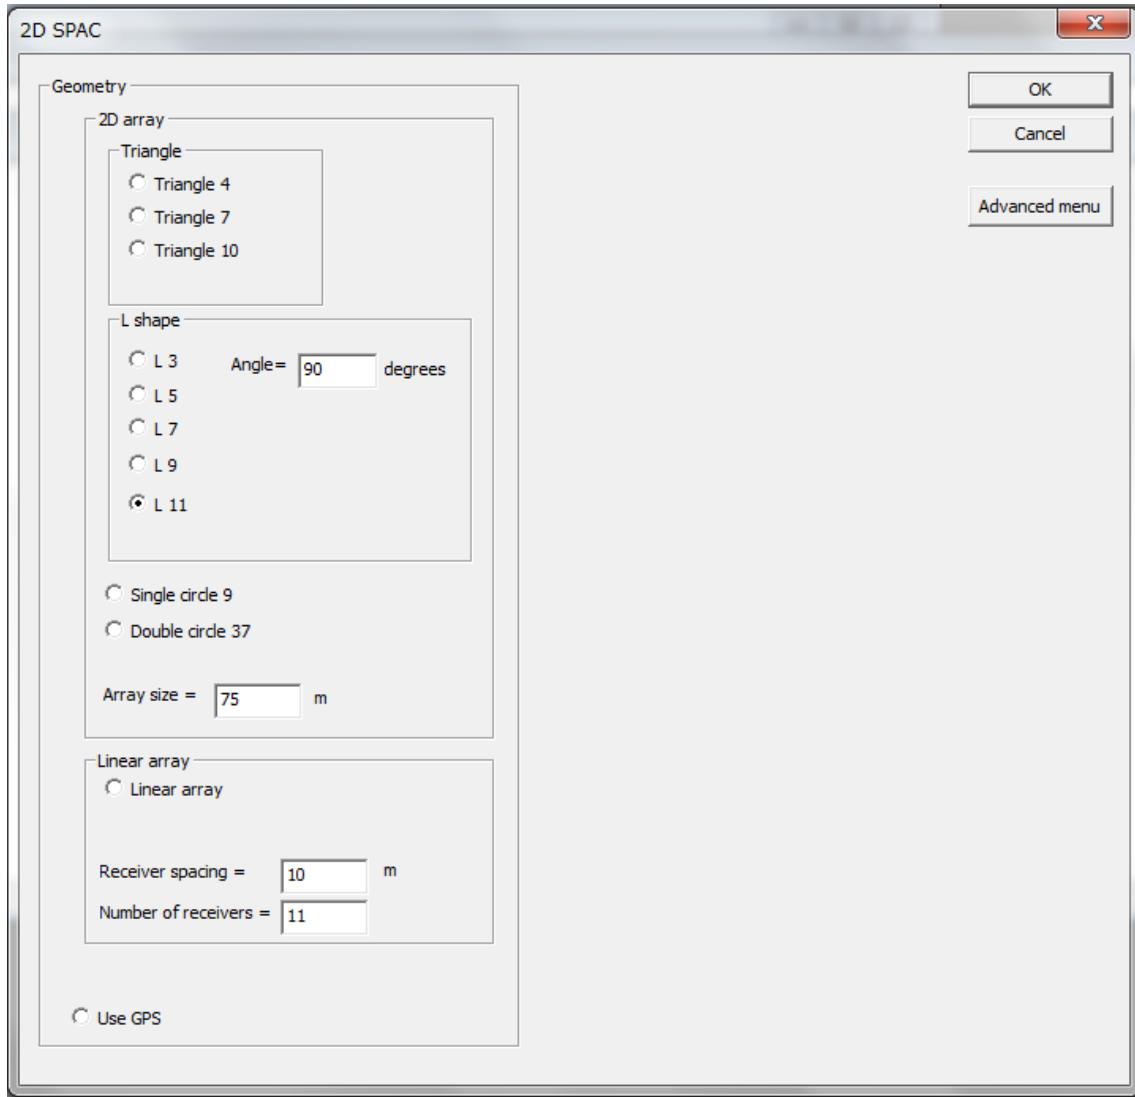 2D SPAC
Geometry
2D array
Triangle
Triangle 4
Triangle 7
Triangle 10
L shape
L 3 Angle= 90 degrees
L 5
L 7
L 9
L 11
Single circle 9
Double circle 37
Array size = 75 m
Linear array
Linear array
Receiver spacing = 10 m
Number of receivers = 11
Use GPS
OK
Cancel
Advanced menu